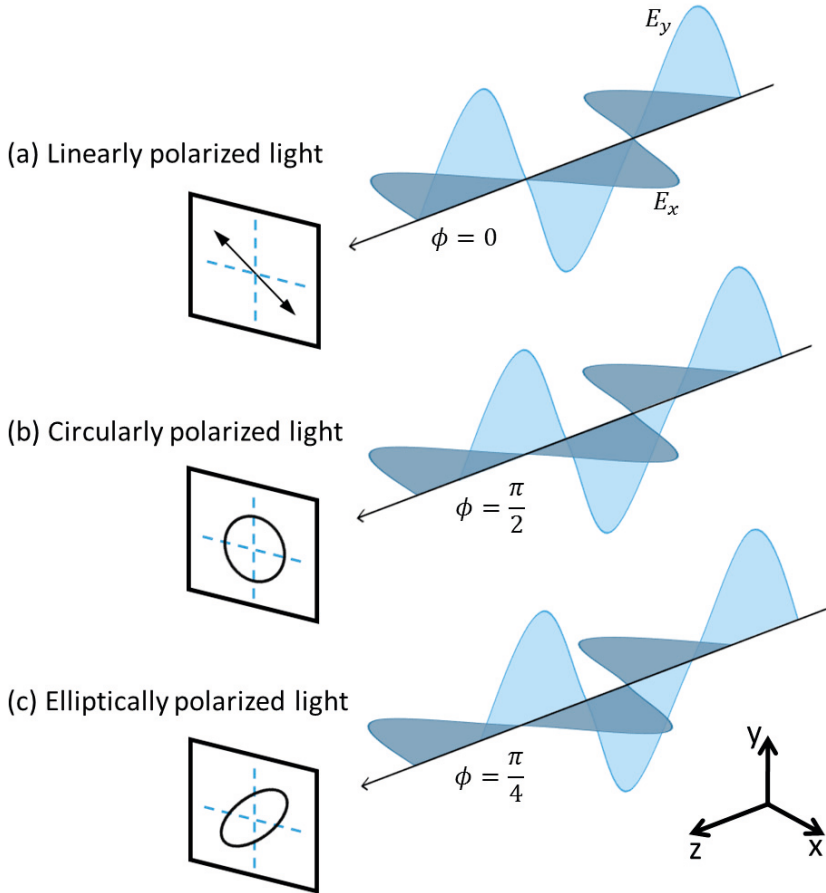 E_y
(a) Linearly polarized light
E_x
ϕ = 0
(b) Circularly polarized light
ϕ = π/2
(c) Elliptically polarized light
ϕ = π/4
y
z
x